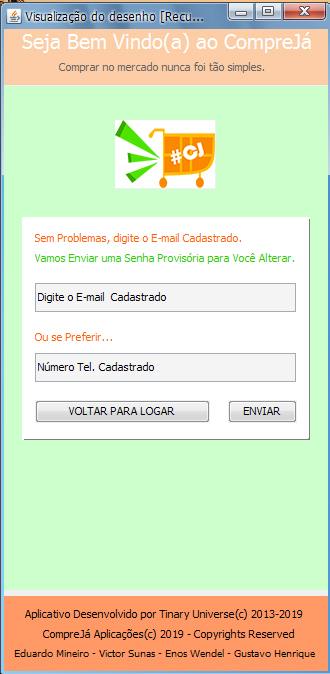 Visualização do desenho [Recu...
Seja Bem Vindo(a) ao CompreJá
Comprar no mercado nunca foi tão simples.
#CJ
Sem Problemas, digite o E-mail Cadastrado.
Vamos Enviar uma Senha Provisória para Você Alterar.
Digite o E-mail  Cadastrado
Ou se Preferir...
Número Tel. Cadastrado
VOLTAR PARA LOGAR
ENVIAR
Aplicativo Desenvolvido por Tinary Universe(c) 2013-2019
CompreJá Aplicações(c) 2019 - Copyrights Reserved
Eduardo Mineiro - Victor Sunas - Enos Wendel - Gustavo Henrique